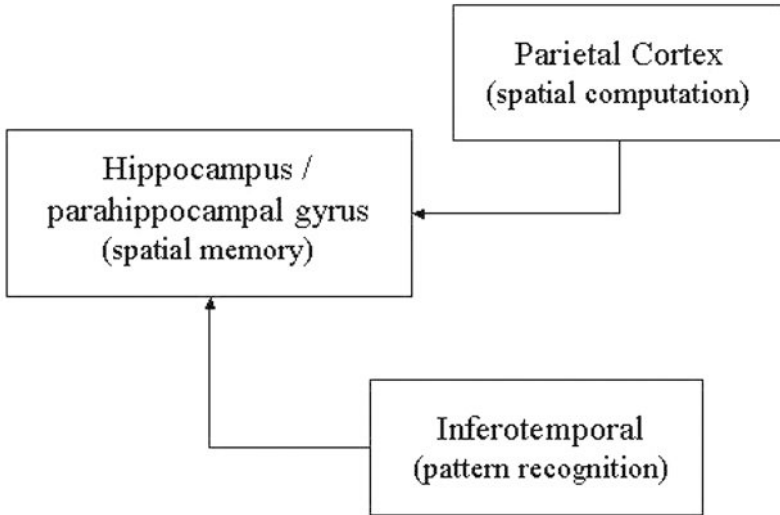 Parietal Cortex
(spatial computation)
Hippocampus /
parahippocampal gyrus
(spatial memory)
Inferotemporal
(pattern recognition)